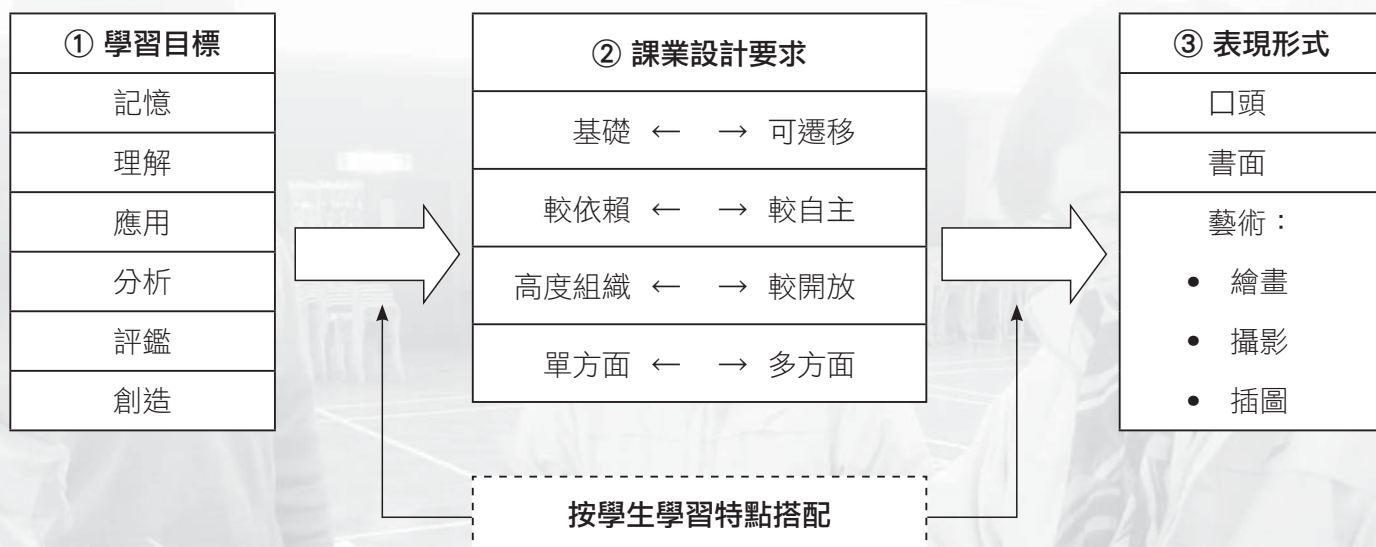 ① 學習目標
記憶
理解
應用
分析
評鑑
創造
② 課業設計要求
基礎 ← → 可遷移
較依賴 ← → 較自主
高度組織 ← → 較開放
單方面 ← → 多方面
③ 表現形式
口頭
書面
藝術：
• 繪畫
• 攝影
• 插圖
按學生學習特點搭配